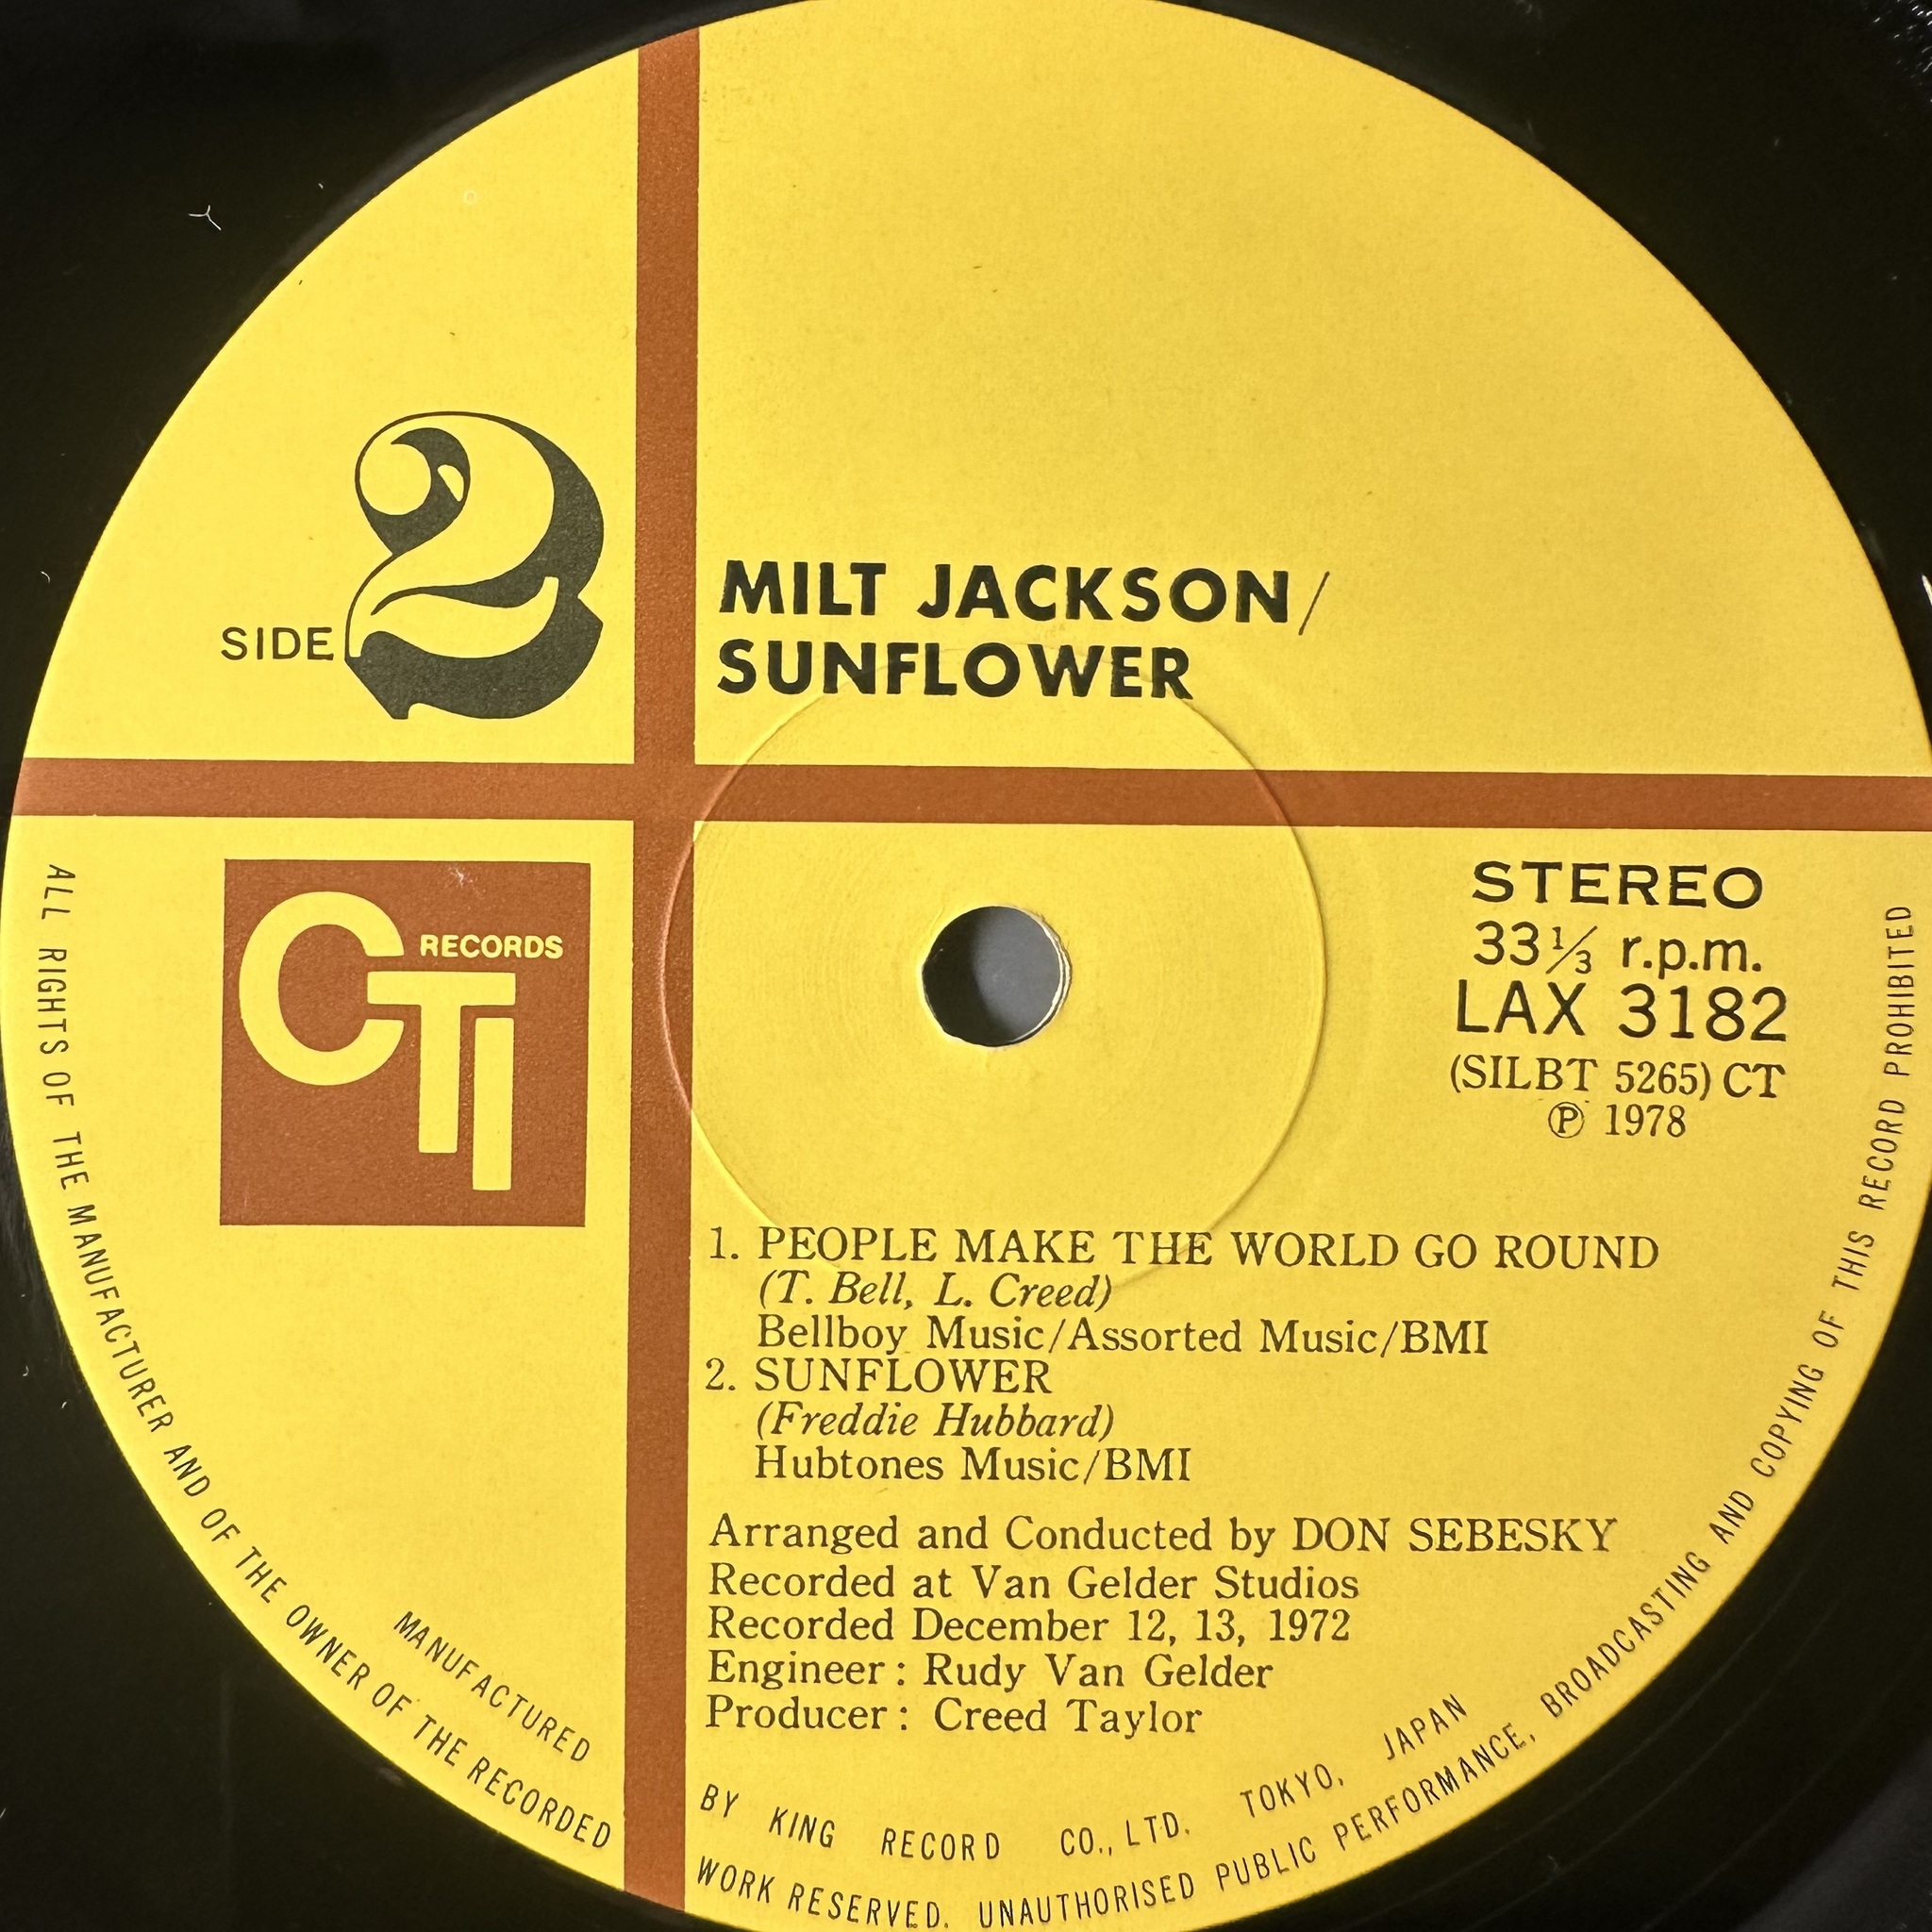 SIDE 2
MILT JACKSON/
SUNFLOWER
CTI RECORDS
STEREO
33 1/3 r.p.m.
LAX 3182
(SILBT 5265) CT
Ⓟ 1978
1. PEOPLE MAKE THE WORLD GO ROUND
(T. Bell, L. Creed)
Bellboy Music/Assorted Music/BMI
2. SUNFLOWER
(Freddie Hubbard)
Hubtones Music/BMI
Arranged and Conducted by DON SEBESKY
Recorded at Van Gelder Studios
Recorded December 12, 13, 1972
Engineer: Rudy Van Gelder
Producer: Creed Taylor
MANUFACTURED BY KING RECORD CO., LTD. TOKYO, JAPAN
ALL RIGHTS OF THE MANUFACTURER AND OF THE OWNER OF THE RECORDED WORK RESERVED. UNAUTHORISED PUBLIC PERFORMANCE, BROADCASTING AND COPYING OF THIS RECORD PROHIBITED